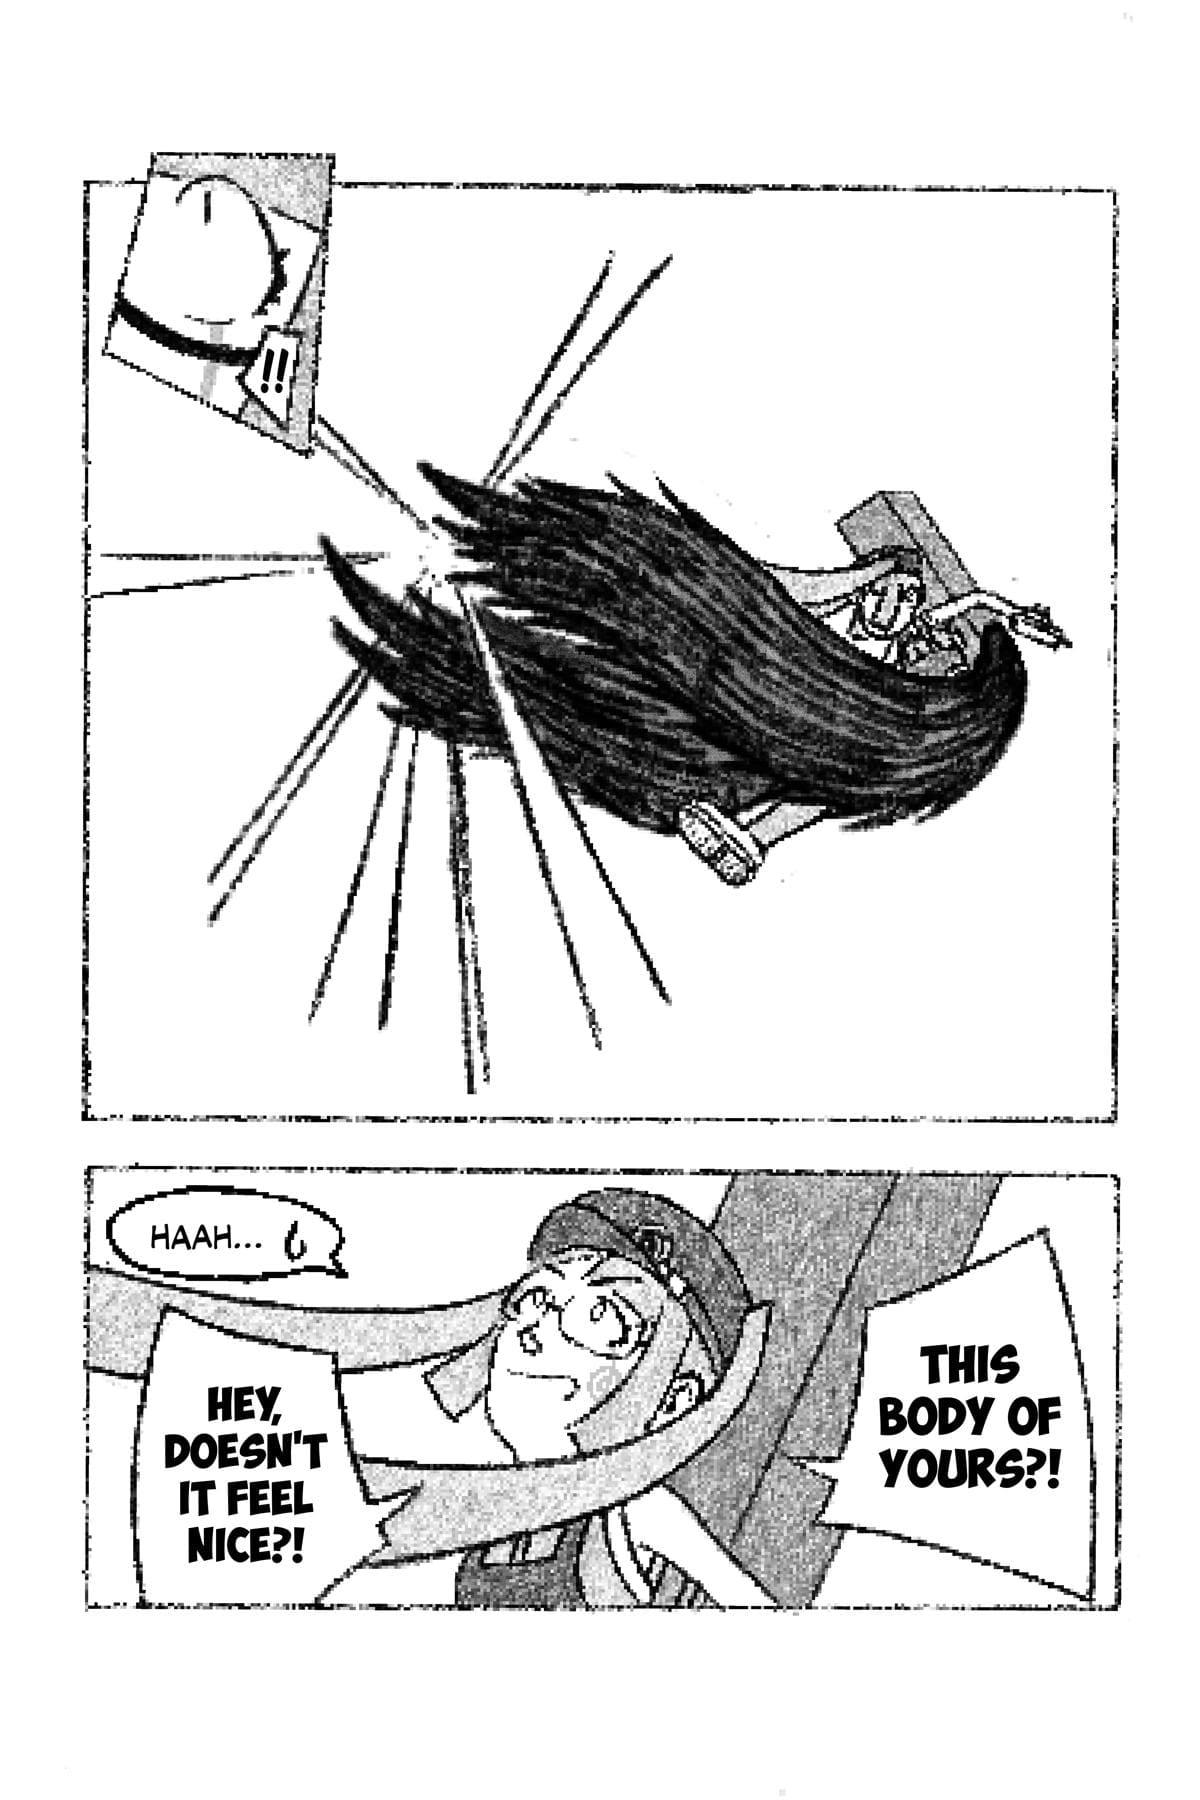 !!
THIS
BODY OF
YOURS?!
HAAH...
HEY,
DOESN'T
IT FEEL
NICE?!